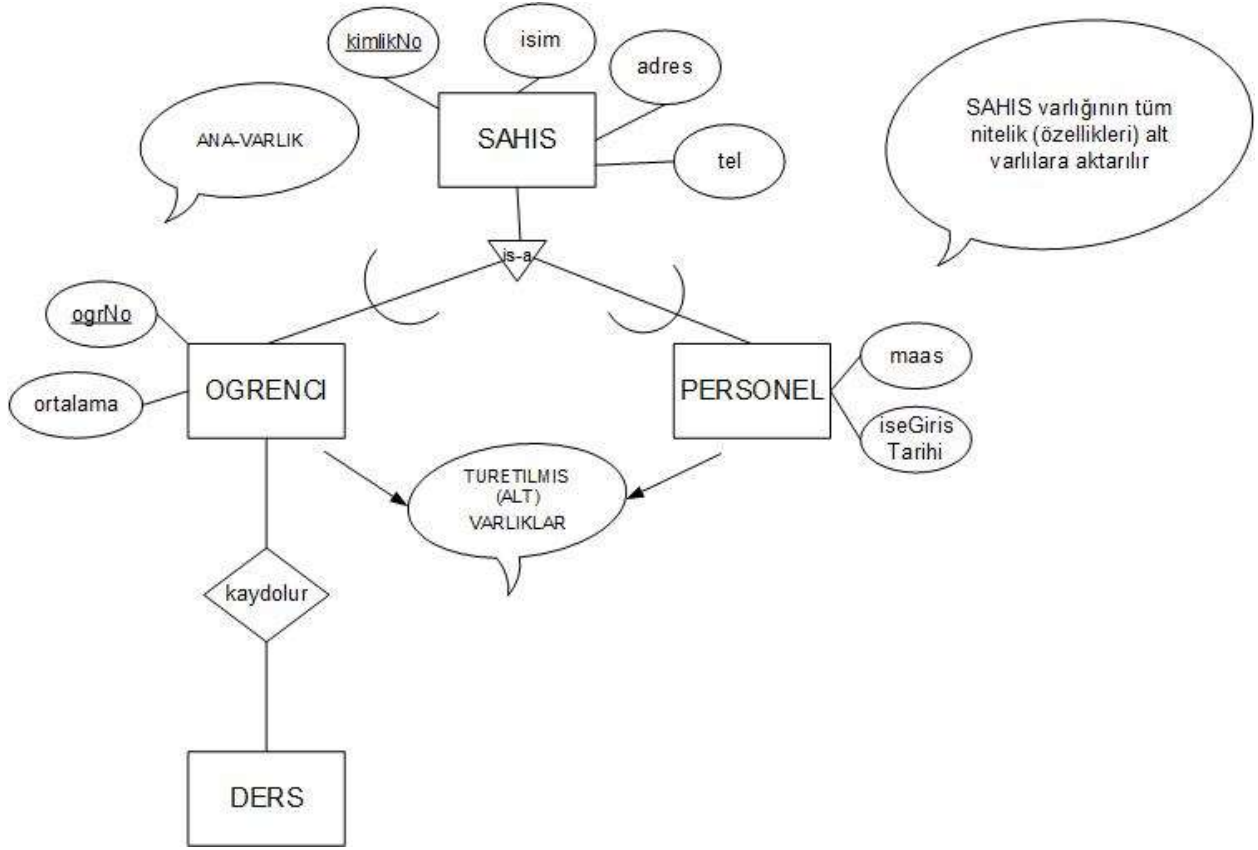 kimlikNo
isim
adres
tel
SAHIS
ANA-VARLIK
SAHIS varlığının tüm
nitelik (özellikleri) alt
varlılara aktarılır
is-a
ogrNo
ortalama
OGRENCI
PERSONEL
maas
iseGiris
Tarihi
TURETILMIS
(ALT)
VARLIKLAR
kaydolur
DERS